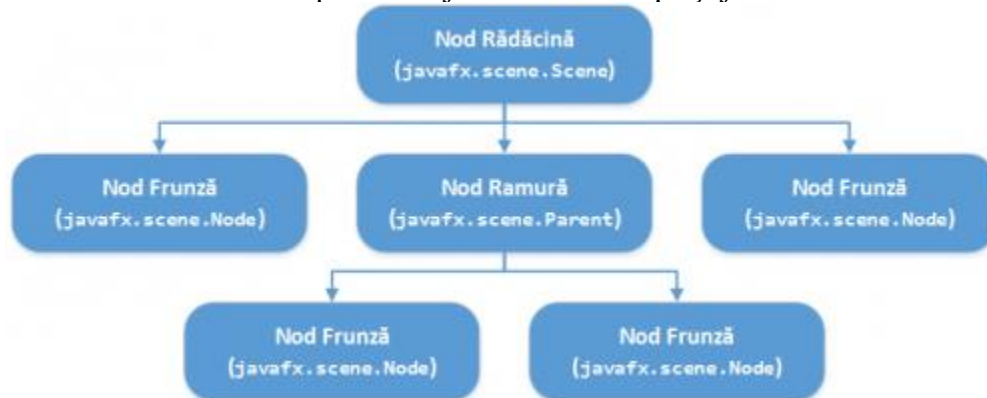 Nod Rădăcină
(javafx.scene.Scene)
Nod Frunză
(javafx.scene.Node)
Nod Ramură
(javafx.scene.Parent)
Nod Frunză
(javafx.scene.Node)
Nod Frunză
(javafx.scene.Node)
Nod Frunză
(javafx.scene.Node)